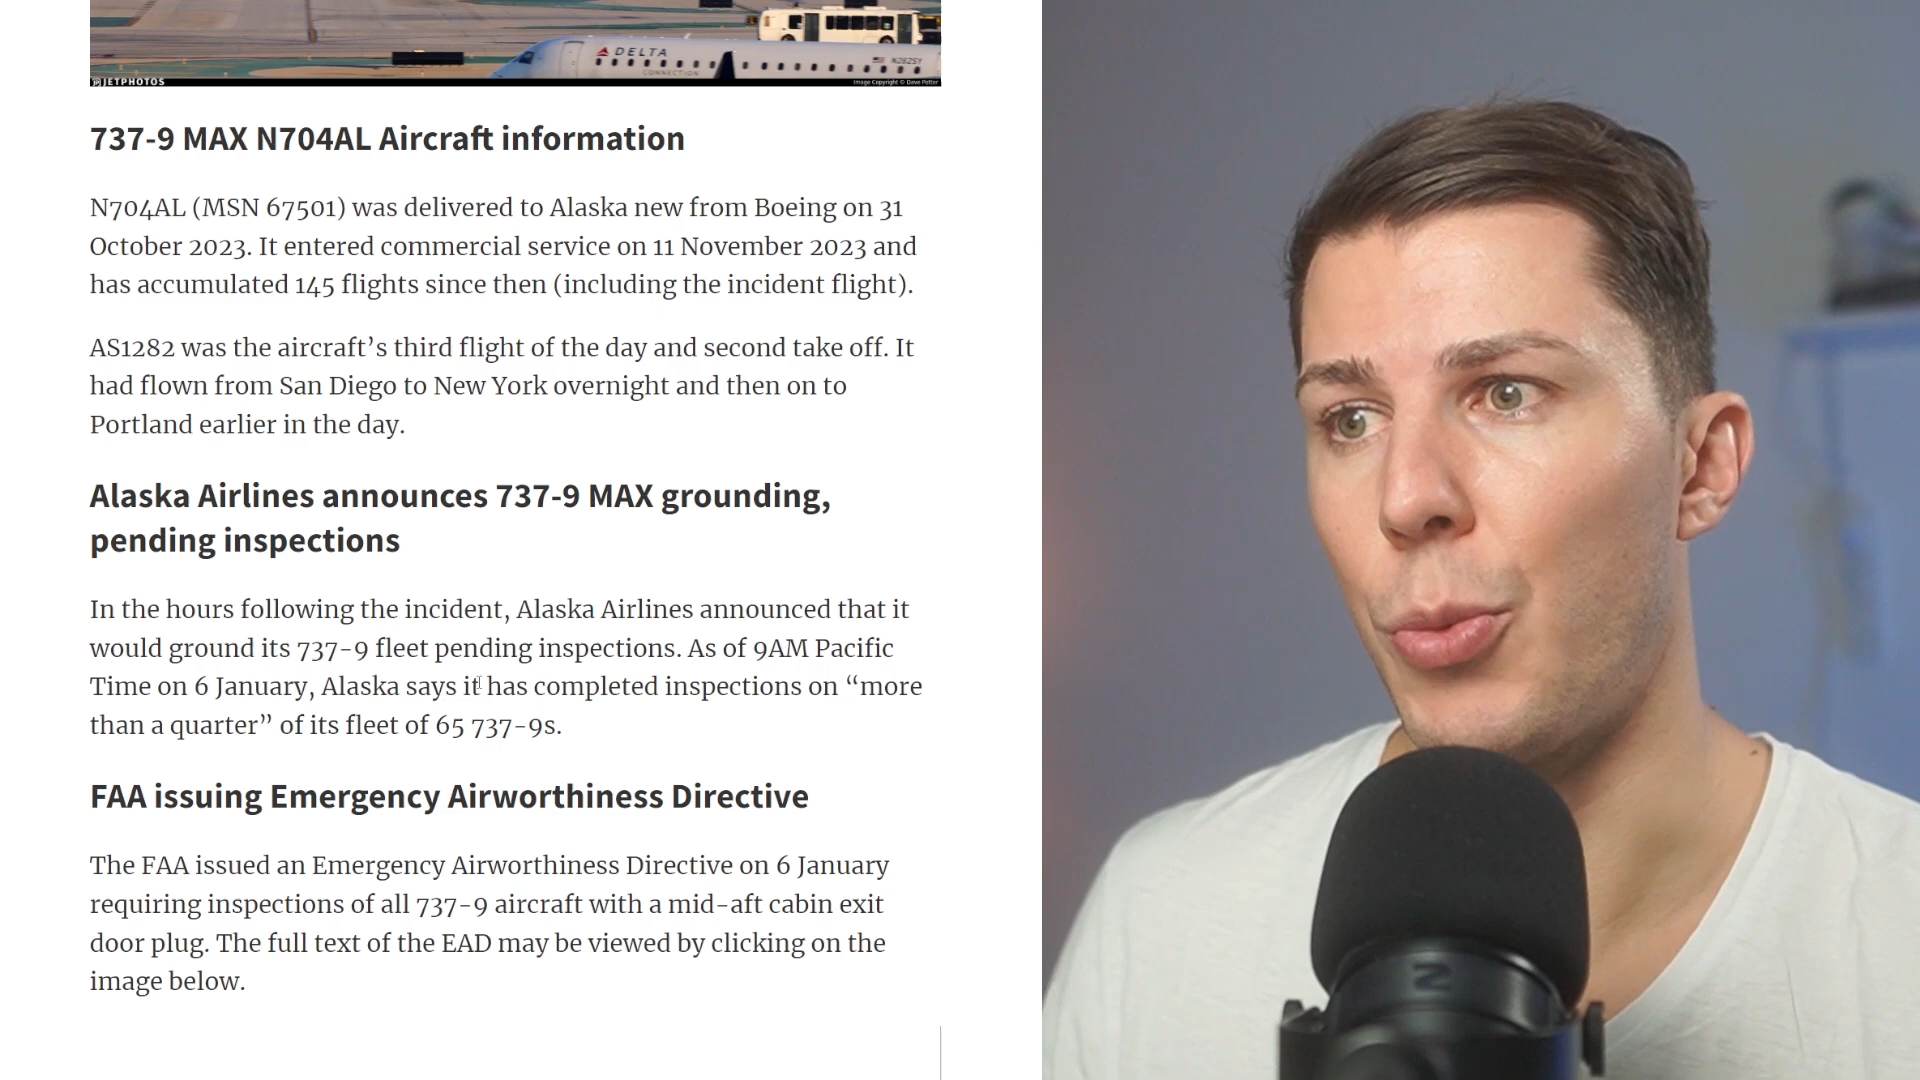 DELTA
CONNECTION
N282SY
JETPHOTOS
Image Copyright © Dave Potter
737-9 MAX N704AL Aircraft information
N704AL (MSN 67501) was delivered to Alaska new from Boeing on 31
October 2023. It entered commercial service on 11 November 2023 and
has accumulated 145 flights since then (including the incident flight).
AS1282 was the aircraft’s third flight of the day and second take off. It
had flown from San Diego to New York overnight and then on to
Portland earlier in the day.
Alaska Airlines announces 737-9 MAX grounding,
pending inspections
In the hours following the incident, Alaska Airlines announced that it
would ground its 737-9 fleet pending inspections. As of 9AM Pacific
Time on 6 January, Alaska says it has completed inspections on “more
than a quarter” of its fleet of 65 737-9s.
FAA issuing Emergency Airworthiness Directive
The FAA issued an Emergency Airworthiness Directive on 6 January
requiring inspections of all 737-9 aircraft with a mid-aft cabin exit
door plug. The full text of the EAD may be viewed by clicking on the
image below.